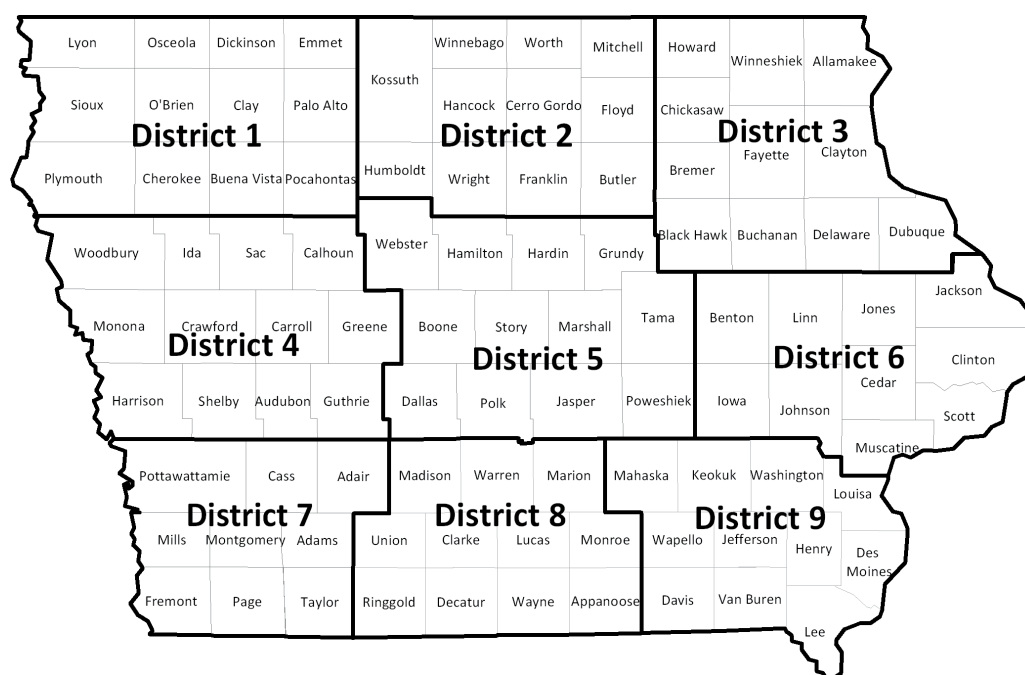 Lyon
Osceola
Dickinson
Emmet
Winnebago
Worth
Mitchell
Howard
Winneshiek
Allamakee
Kossuth
Sioux
O'Brien
Clay
Palo Alto
Hancock
Cerro Gordo
Floyd
Chickasaw
District 1
District 2
District 3
Plymouth
Cherokee
Buena Vista
Pocahontas
Humboldt
Wright
Franklin
Butler
Bremer
Fayette
Clayton
Woodbury
Ida
Sac
Calhoun
Webster
Hamilton
Hardin
Grundy
Black Hawk
Buchanan
Delaware
Dubuque
Jackson
Monona
Crawford
Carroll
Greene
Boone
Story
Marshall
Tama
Benton
Linn
Jones
District 4
District 5
District 6
Clinton
Cedar
Harrison
Shelby
Audubon
Guthrie
Dallas
Polk
Jasper
Poweshiek
Iowa
Johnson
Scott
Muscatine
Pottawattamie
Cass
Adair
Madison
Warren
Marion
Mahaska
Keokuk
Washington
Louisa
District 7
District 8
District 9
Mills
Montgomery
Adams
Union
Clarke
Lucas
Monroe
Wapello
Jefferson
Henry
Des
Moines
Fremont
Page
Taylor
Ringgold
Decatur
Wayne
Appanoose
Davis
Van Buren
Lee